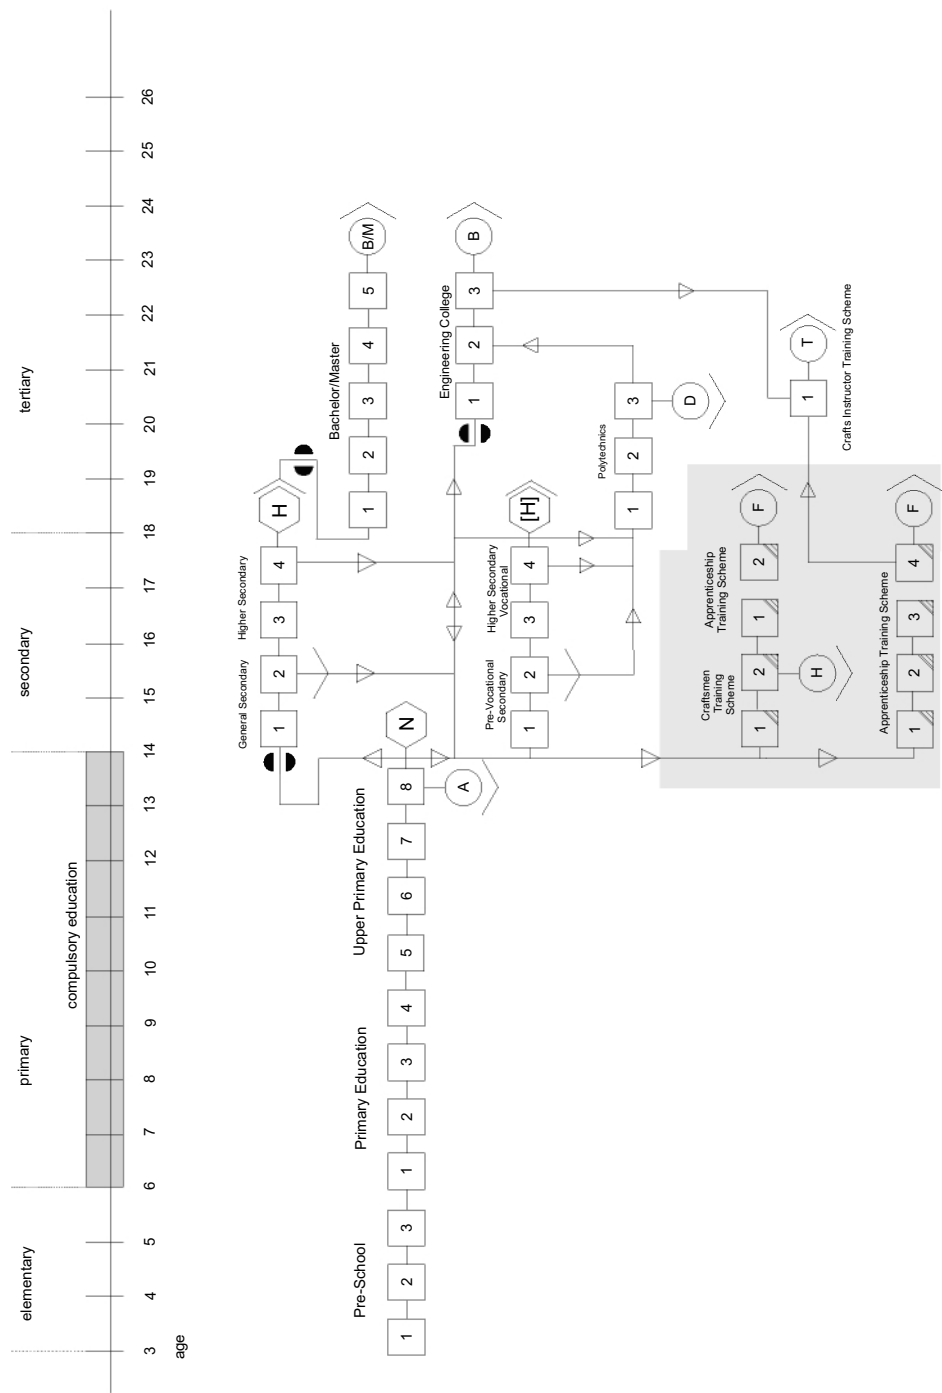 elementary
primary
secondary
tertiary
compulsory education
3 4 5 6 7 8 9 10 11 12 13 14 15 16 17 18 19 20 21 22 23 24 25 26
age
General Secondary
Higher Secondary
1 2 3 4 H
Bachelor/Master
1 2 3 4 5 B/M
Pre-School
Primary Education
Upper Primary Education
1 2 3 1 2 3 4 5 6 7 8 N
A
Engineering College
1 2 3 B
Pre-Vocational
Secondary
Higher Secondary
Vocational
1 2 3 4 [H]
Polytechnics
1 2 3
D
Craftsmen
Training
Scheme
Apprenticeship
Training Scheme
1 2 1 2 F
H
1 T
Crafts Instructor Training Scheme
Apprenticeship Training Scheme
1 2 3 4 F